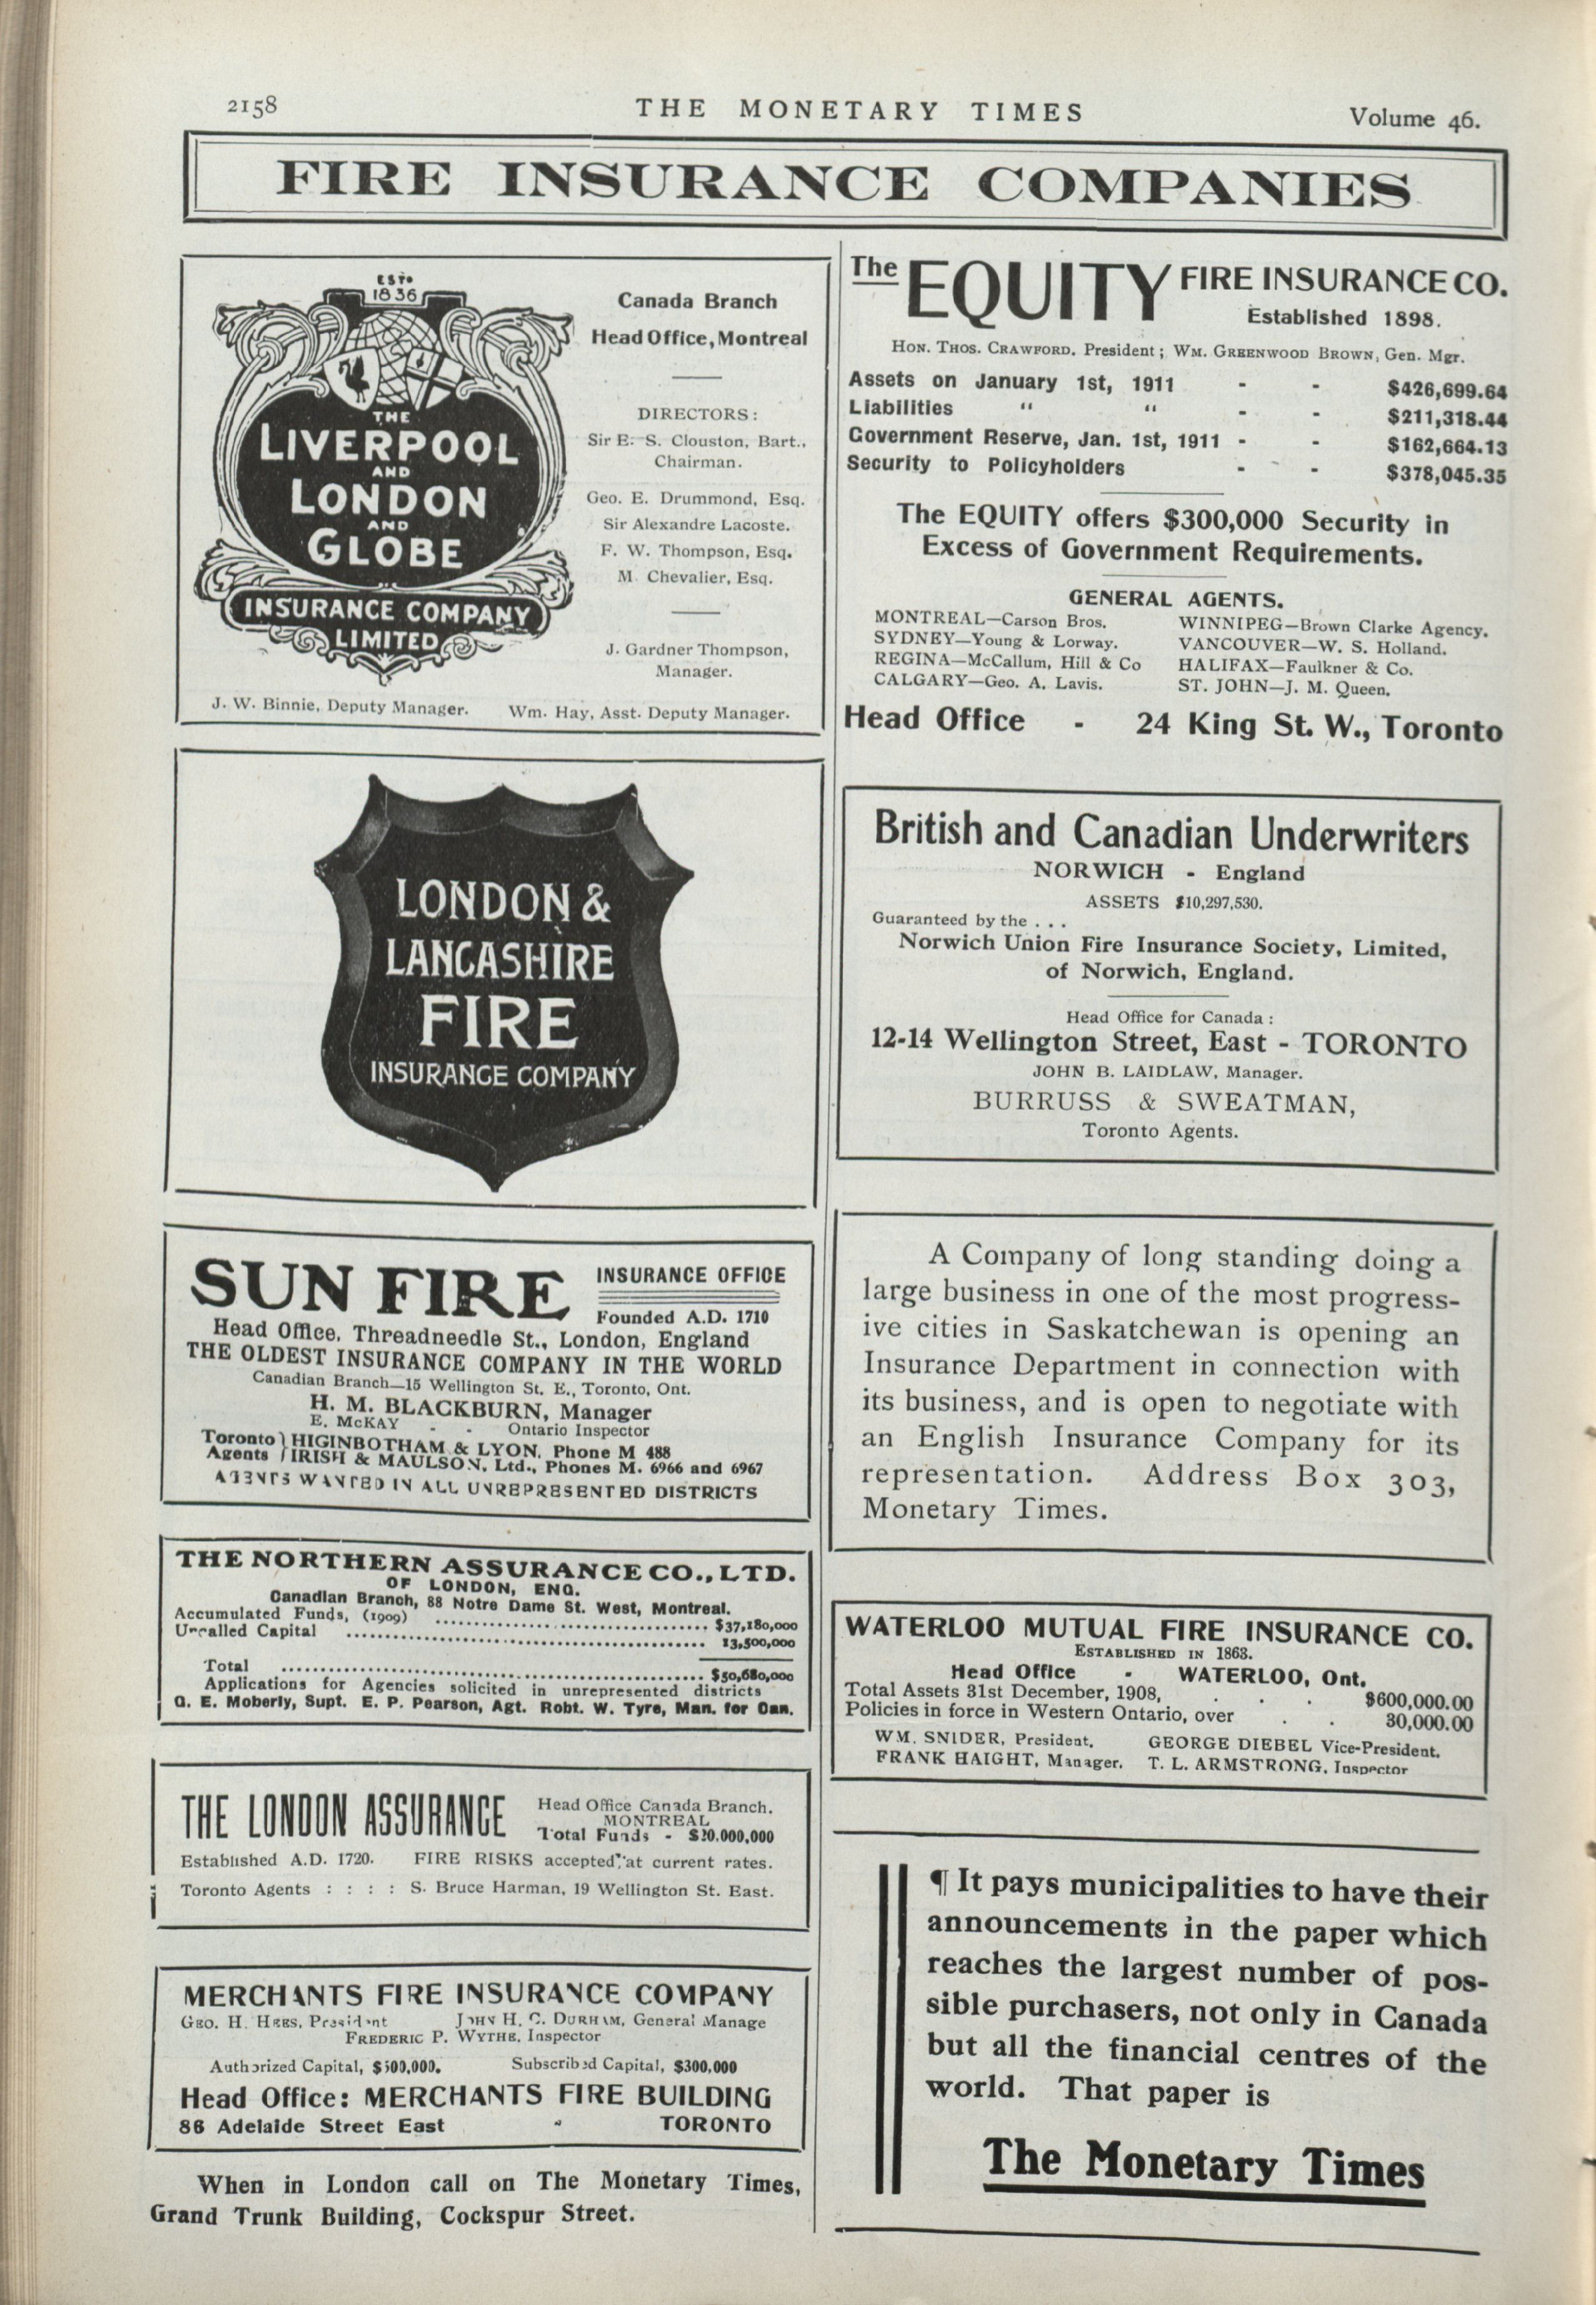 2158
THE MONETARY TIMES
Volume 46.
FIRE INSURANCE COMPANIES
ESTD
1836
THE
LIVERPOOL
AND
LONDON
AND
GLOBE
INSURANCE COMPANY
LIMITED
Canada Branch
Head Office, Montreal
DIRECTORS:
Sir E. S. Clouston, Bart.,
Chairman.
Geo. E. Drummond, Esq.
Sir Alexandre Lacoste.
F. W. Thompson, Esq.
M. Chevalier, Esq.
J. Gardner Thompson,
Manager.
J. W. Binnie, Deputy Manager. Wm. Hay, Asst. Deputy Manager.
LONDON &
LANCASHIRE
FIRE
INSURANCE COMPANY
SUN FIRE INSURANCE OFFICE
Founded A.D. 1710
Head Office, Threadneedle St., London, England
THE OLDEST INSURANCE COMPANY IN THE WORLD
Canadian Branch—15 Wellington St. E., Toronto, Ont.
H. M. BLACKBURN, Manager
E. McKAY - - Ontario Inspector
Toronto } HIGINBOTHAM & LYON, Phone M 488
Agents { IRISH & MAULSON, Ltd., Phones M. 6966 and 6967
AGENTS WANTED IN ALL UNREPRESENTED DISTRICTS
THE NORTHERN ASSURANCE CO., LTD.
OF LONDON, ENG.
Canadian Branch, 88 Notre Dame St. West, Montreal.
Accumulated Funds, (1909) ........ $37,180,000
Uncalled Capital ........ 13,500,000
Total ........ $50,680,000
Applications for Agencies solicited in unrepresented districts
G. E. Moberly, Supt. E. P. Pearson, Agt. Robt. W. Tyre, Man. for Can.
THE LONDON ASSURANCE
Head Office Canada Branch,
MONTREAL
Total Funds - $20,000,000
Established A.D. 1720. FIRE RISKS accepted at current rates.
Toronto Agents : : : : S. Bruce Harman, 19 Wellington St. East.
MERCHANTS FIRE INSURANCE COMPANY
GEO. H. HEES, President JOHN H. C. DURHAM, General Manage
FREDERIC P. WYTHE, Inspector
Authorized Capital, $500,000. Subscribed Capital, $300,000
Head Office: MERCHANTS FIRE BUILDING
86 Adelaide Street East - TORONTO
When in London call on The Monetary Times,
Grand Trunk Building, Cockspur Street.
The EQUITY FIRE INSURANCE CO.
Established 1898.
HON. THOS. CRAWFORD, President; WM. GREENWOOD BROWN, Gen. Mgr.
Assets on January 1st, 1911 - - $426,699.64
Liabilities " " - - $211,318.44
Government Reserve, Jan. 1st, 1911 - - $162,664.13
Security to Policyholders - - - $378,045.35
The EQUITY offers $300,000 Security in
Excess of Government Requirements.
GENERAL AGENTS.
MONTREAL—Carson Bros. WINNIPEG—Brown Clarke Agency.
SYDNEY—Young & Lorway. VANCOUVER—W. S. Holland.
REGINA—McCallum, Hill & Co HALIFAX—Faulkner & Co.
CALGARY—Geo. A. Lavis. ST. JOHN—J. M. Queen.
Head Office - 24 King St. W., Toronto
British and Canadian Underwriters
NORWICH - England
ASSETS $10,297,530.
Guaranteed by the . . .
Norwich Union Fire Insurance Society, Limited,
of Norwich, England.
Head Office for Canada:
12-14 Wellington Street, East - TORONTO
JOHN B. LAIDLAW, Manager.
BURRUSS & SWEATMAN,
Toronto Agents.
A Company of long standing doing a
large business in one of the most progress-
ive cities in Saskatchewan is opening an
Insurance Department in connection with
its business, and is open to negotiate with
an English Insurance Company for its
representation. Address Box 303,
Monetary Times.
WATERLOO MUTUAL FIRE INSURANCE CO.
ESTABLISHED IN 1863.
Head Office - WATERLOO, Ont.
Total Assets 31st December, 1908, . . . $600,000.00
Policies in force in Western Ontario, over . . 30,000.00
WM. SNIDER, President. GEORGE DIEBEL Vice-President.
FRANK HAIGHT, Manager. T. L. ARMSTRONG, Inspector
¶ It pays municipalities to have their
announcements in the paper which
reaches the largest number of pos-
sible purchasers, not only in Canada
but all the financial centres of the
world. That paper is
The Monetary Times